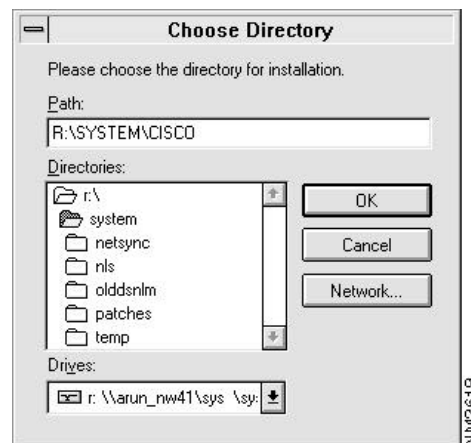 Choose Directory
Please choose the directory for installation.
Path:
R:\SYSTEM\CISCO
Directories:
r:\
system
netsync
nls
olddsnlm
patches
temp
OK
Cancel
Network...
Drives:
r: \\arun_nw41\sys \sy